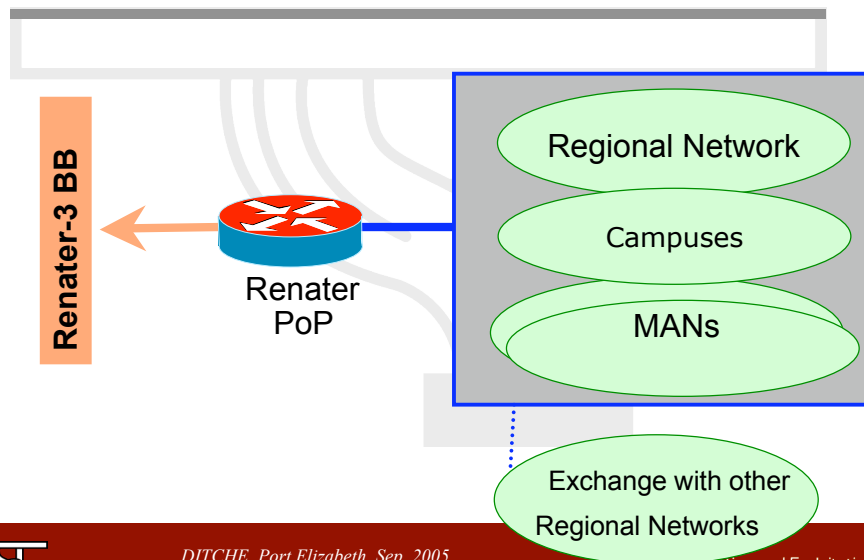 Renater-3 BB
Renater
PoP
Regional Network
Campuses
MANs
Exchange with other
Regional Networks
DITCHE, Port Elizabeth, Sep. 2005